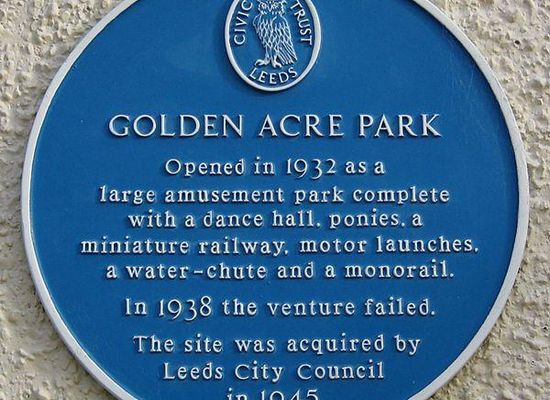 CIVIC TRUST
LEEDS
GOLDEN ACRE PARK
Opened in 1932 as a
large amusement park complete
with a dance hall, ponies, a
miniature railway, motor launches,
a water-chute and a monorail.
In 1938 the venture failed.
The site was acquired by
Leeds City Council
in 1945